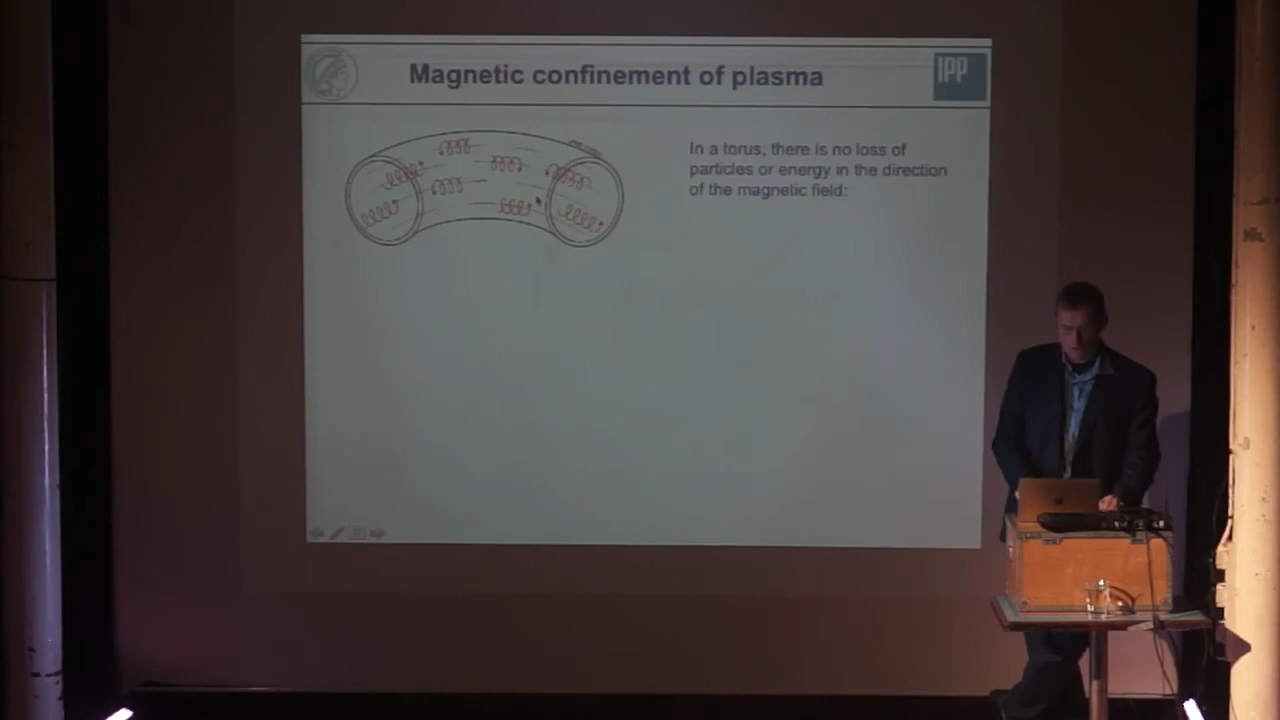 Magnetic confinement of plasma
IPP
In a torus, there is no loss of
particles or energy in the direction
of the magnetic field: